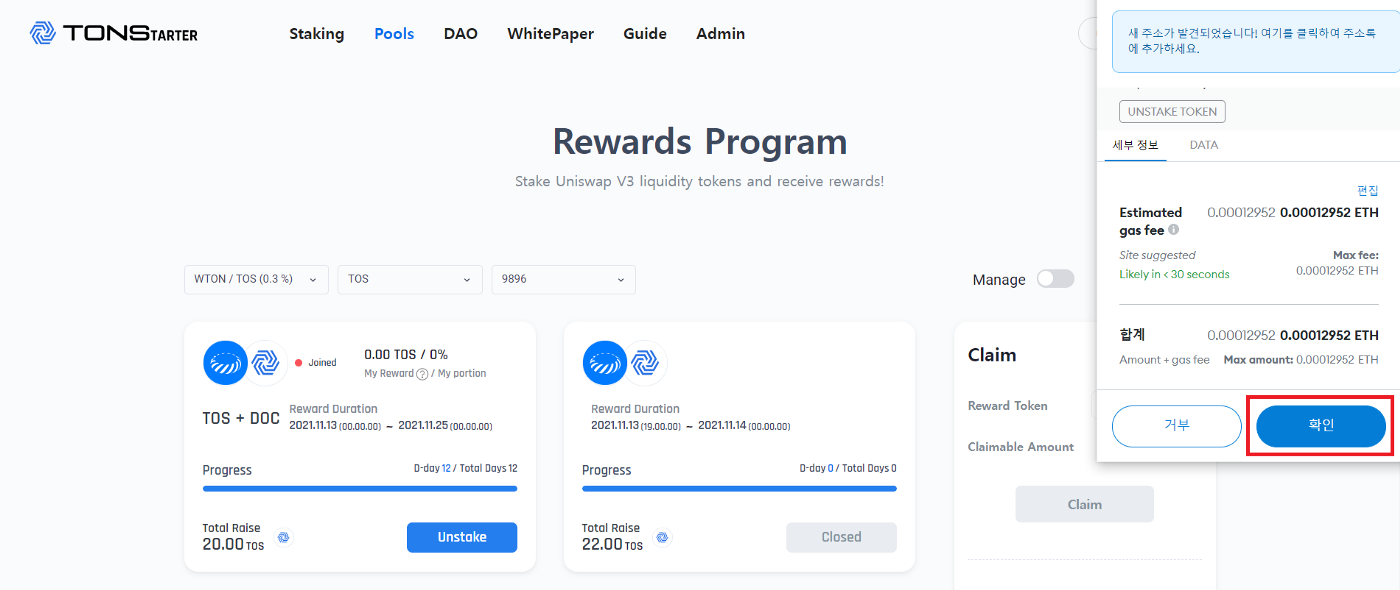 TONStarter
Staking
Pools
DAO
WhitePaper
Guide
Admin
Rewards Program
Stake Uniswap V3 liquidity tokens and receive rewards!
WTON / TOS (0.3 %)
TOS
9896
Manage
Joined
0.00 TOS / 0%
My Reward ? / My portion
TOS + DOC
Reward Duration
2021.11.13 (00.00.00) ~ 2021.11.25 (00.00.00)
Progress
D-day 12 / Total Days 12
Total Raise
20.00 TOS
Unstake
Reward Duration
2021.11.13 (19.00.00) ~ 2021.11.14 (00.00.00)
Progress
D-day 0 / Total Days 0
Total Raise
22.00 TOS
Closed
Claim
Reward Token
Claimable Amount
Claim
새 주소가 발견되었습니다! 여기를 클릭하여 주소록
에 추가하세요.
UNSTAKE TOKEN
세부 정보
DATA
편집
Estimated
gas fee
0.00012952 0.00012952 ETH
Site suggested
Max fee:
Likely in < 30 seconds
0.00012952 ETH
합계
0.00012952 0.00012952 ETH
Amount + gas fee
Max amount: 0.00012952 ETH
거부
확인